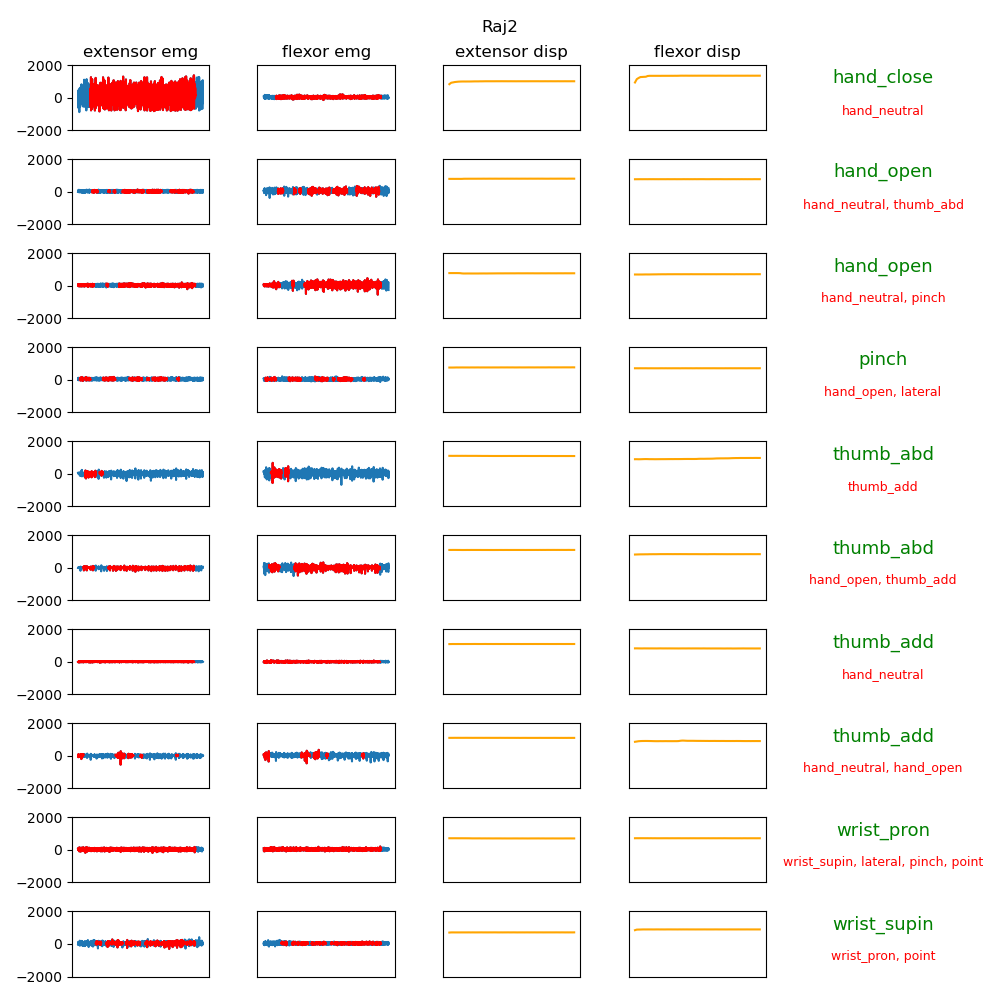 Raj2
extensor emg flexor emg extensor disp flexor disp
2000
0
−2000
hand_close
hand_neutral
2000
0
−2000
hand_open
hand_neutral, thumb_abd
2000
0
−2000
hand_open
hand_neutral, pinch
2000
0
−2000
pinch
hand_open, lateral
2000
0
−2000
thumb_abd
thumb_add
2000
0
−2000
thumb_abd
hand_open, thumb_add
2000
0
−2000
thumb_add
hand_neutral
2000
0
−2000
thumb_add
hand_neutral, hand_open
2000
0
−2000
wrist_pron
wrist_supin, lateral, pinch, point
2000
0
−2000
wrist_supin
wrist_pron, point